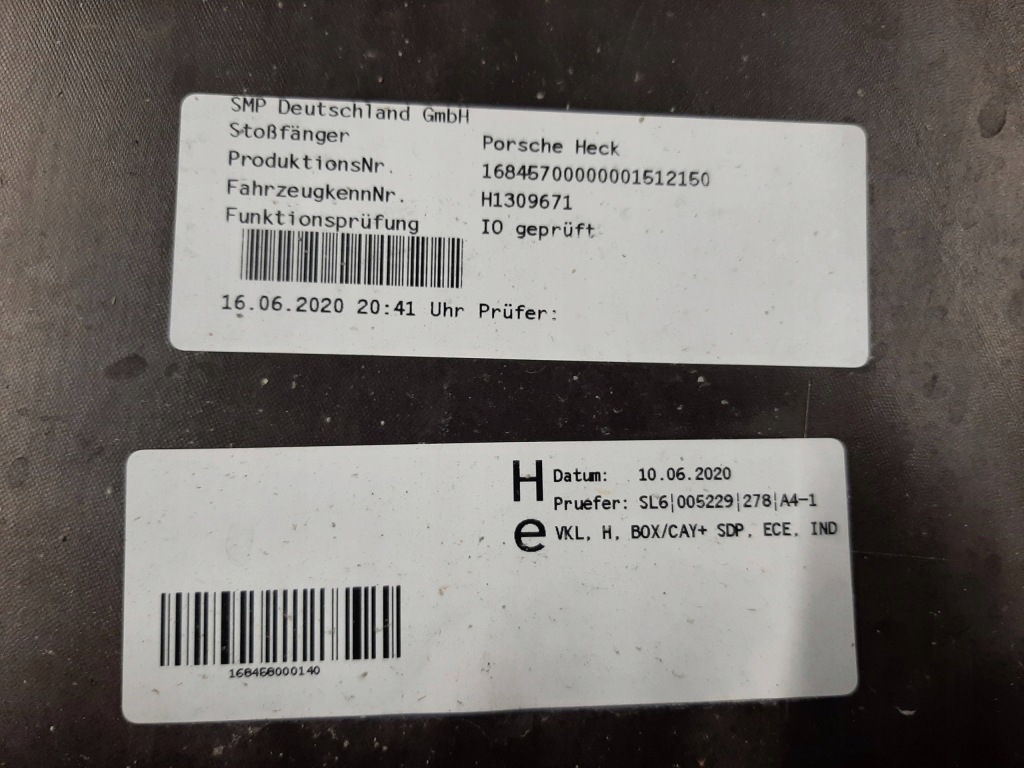 SMP Deutschland GmbH
Stoßfänger Porsche Heck
ProduktionsNr. 16845700000001512150
FahrzeugkennNr. H1309671
Funktionsprüfung IO geprüft
16.06.2020 20:41 Uhr Prüfer:
He
Datum: 10.06.2020
Pruefer: SL6|005229|278|A4-1
VKL, H, BOX/CAY+ SDP, ECE, IND
168468000140